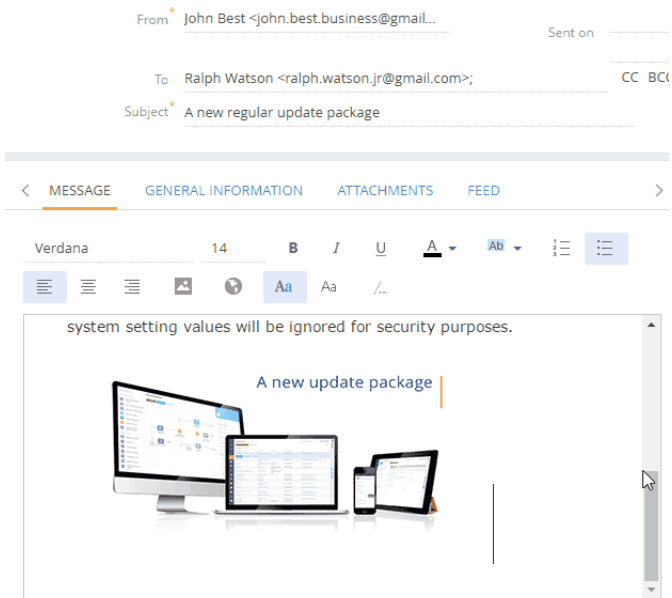 From* John Best <john.best.business@gmail...
Sent on
To Ralph Watson <ralph.watson.jr@gmail.com>;
CC BCC
Subject* A new regular update package
MESSAGE GENERAL INFORMATION ATTACHMENTS FEED
Verdana 14 B I U A Ab
Aa Aa /...
system setting values will be ignored for security purposes.
A new update package